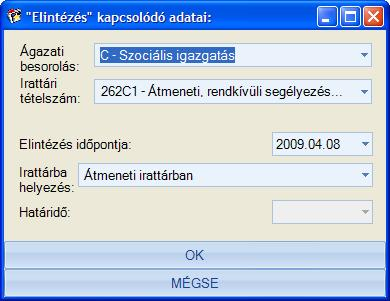 "Elintézés" kapcsolódó adatai:
Ágazati besorolás:
C - Szociális igazgatás
Irattári tételszám:
262C1 - Átmeneti, rendkívüli segélyezés...
Elintézés időpontja:
2009.04.08
Irattárba helyezés:
Átmeneti irattárban
Határidő:
OK
MÉGSE